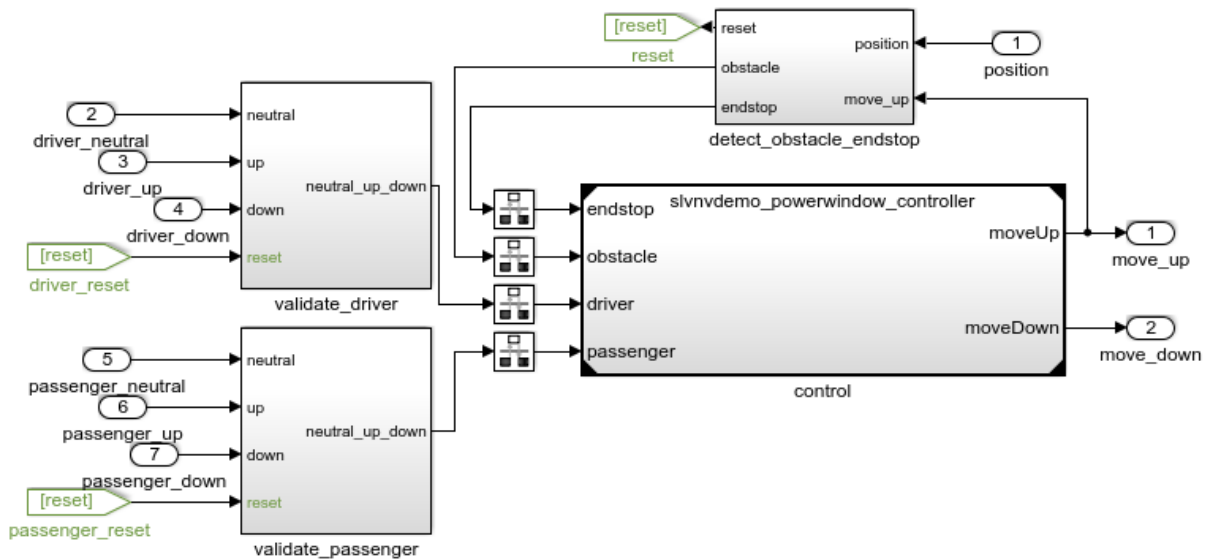 [reset]
reset
reset
obstacle
endstop
position
move_up
detect_obstacle_endstop
1
position
2
driver_neutral
3
driver_up
4
driver_down
[reset]
driver_reset
neutral
up
down
reset
neutral_up_down
validate_driver
slvnvdemo_powerwindow_controller
endstop
obstacle
driver
passenger
moveUp
moveDown
control
1
move_up
2
move_down
5
passenger_neutral
6
passenger_up
7
passenger_down
[reset]
passenger_reset
neutral
up
down
reset
neutral_up_down
validate_passenger